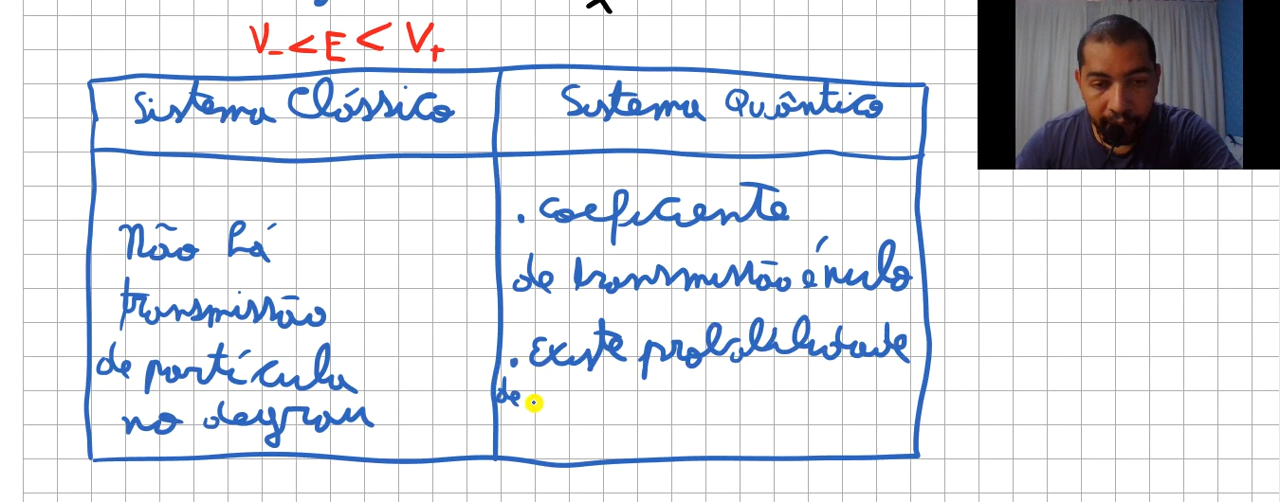 V₋ < E < V₊
Sistema Clássico
Sistema Quântico
Não há
transmissão
de partícula
no degrau
. coeficiente
de transmissão é nulo
. Existe probabilidade
de